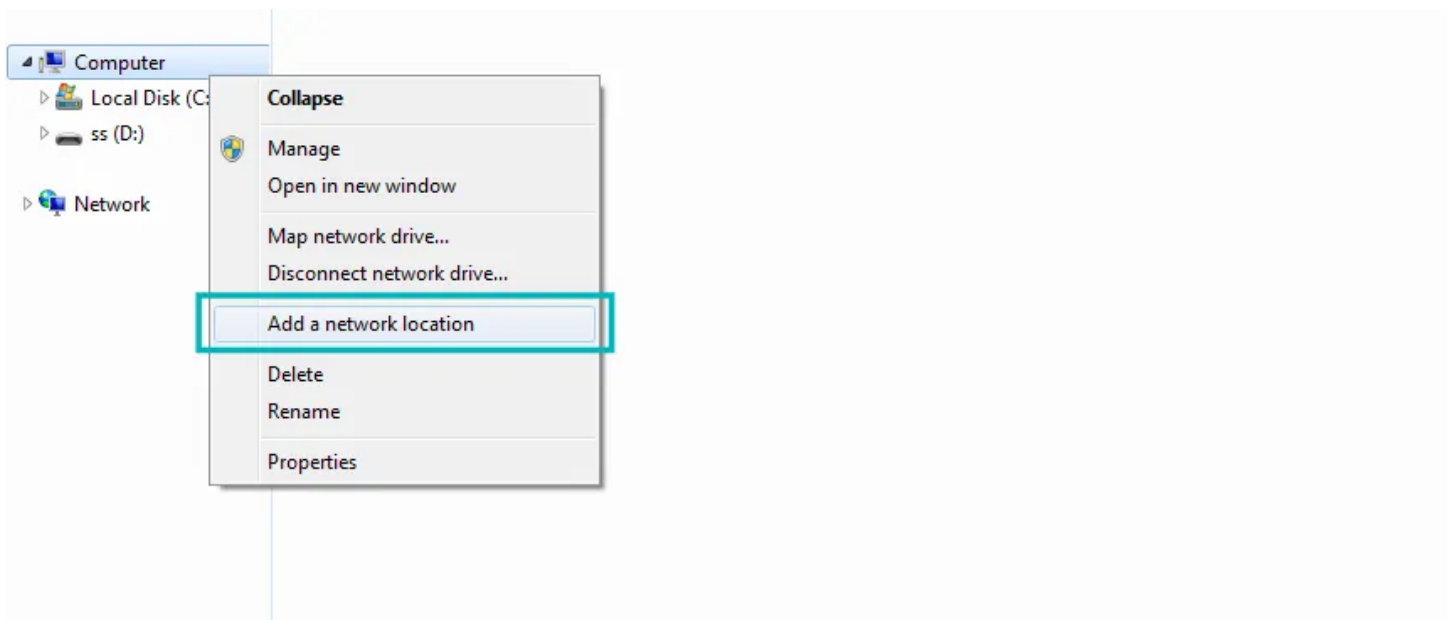 Computer
Local Disk (C:
ss (D:)
Network
Collapse
Manage
Open in new window
Map network drive...
Disconnect network drive...
Add a network location
Delete
Rename
Properties